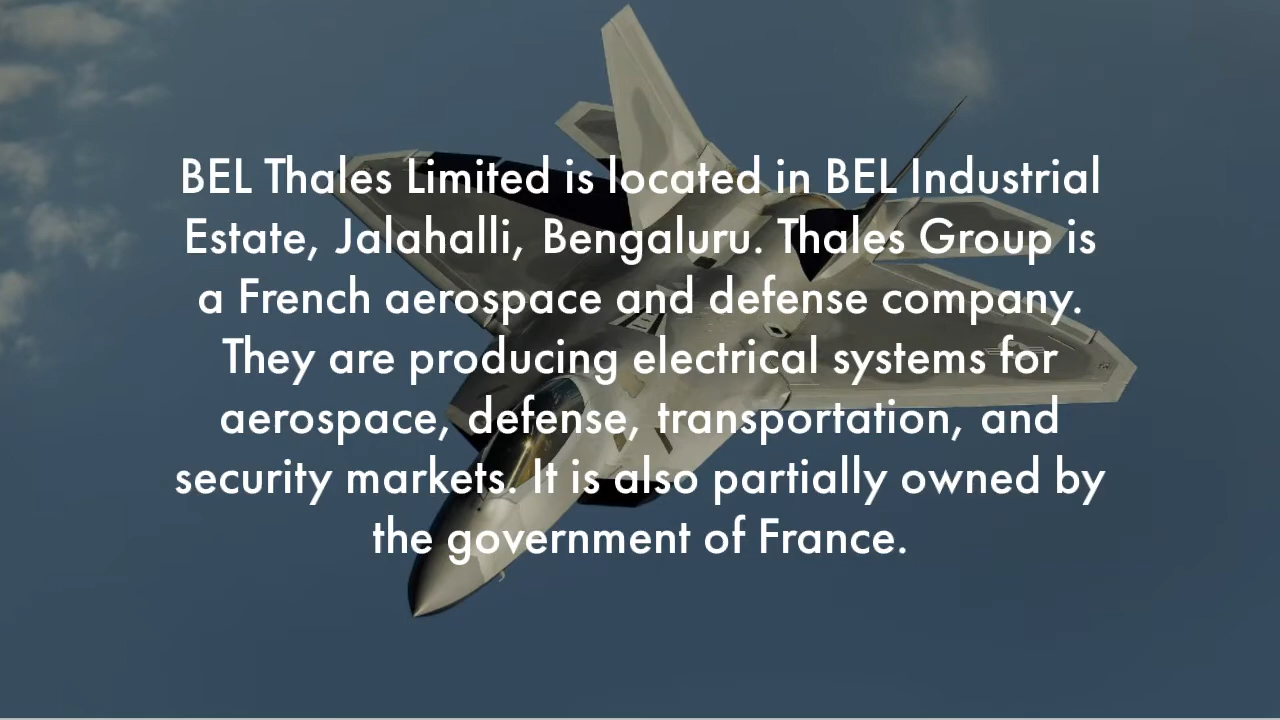 BEL Thales Limited is located in BEL Industrial
Estate, Jalahalli, Bengaluru. Thales Group is
a French aerospace and defense company.
They are producing electrical systems for
aerospace, defense, transportation, and
security markets. It is also partially owned by
the government of France.